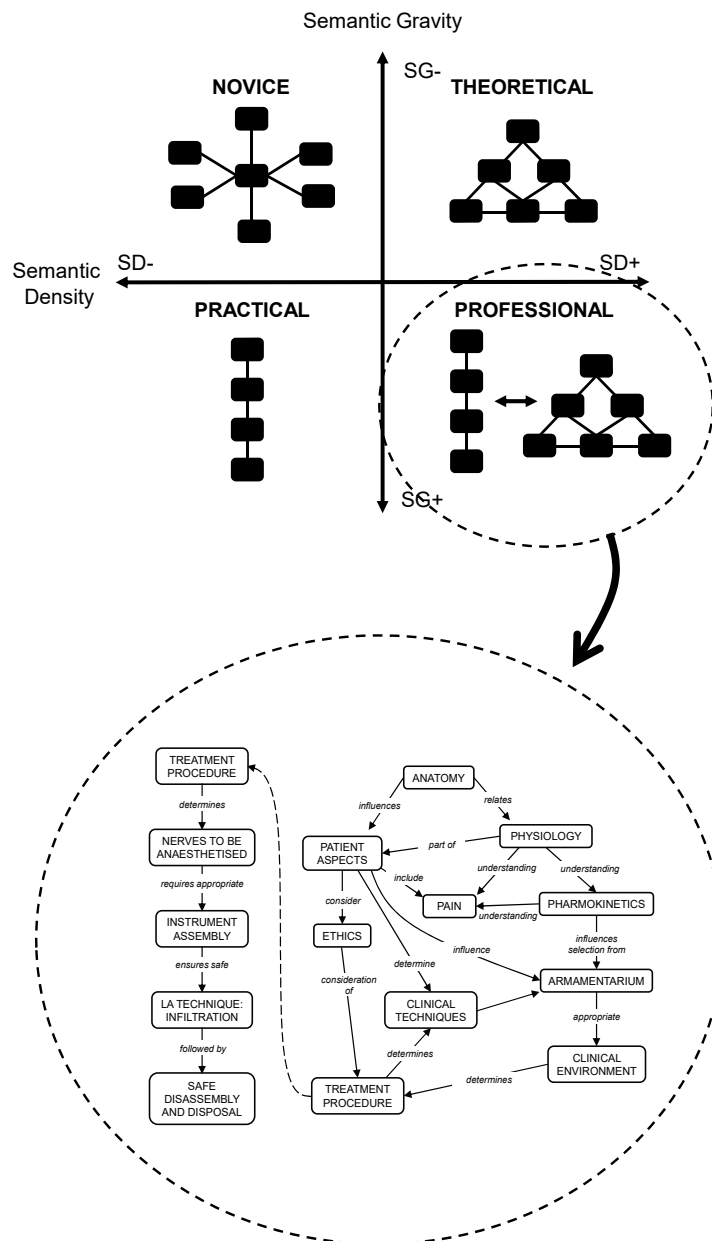 Semantic Gravity
SG-
NOVICE
THEORETICAL
Semantic
Density
SD-
SD+
PRACTICAL
PROFESSIONAL
SG+
TREATMENT
PROCEDURE
determines
NERVES TO BE
ANAESTHETISED
requires appropriate
INSTRUMENT
ASSEMBLY
ensures safe
LA TECHNIQUE:
INFILTRATION
followed by
SAFE
DISASSEMBLY
AND DISPOSAL
ANATOMY
influences
relates
PATIENT
ASPECTS
part of
PHYSIOLOGY
include
understanding
understanding
PAIN
understanding
PHARMOKINETICS
consider
ETHICS
influence
influences
selection from
determine
consideration
of
ARMAMENTARIUM
CLINICAL
TECHNIQUES
appropriate
determines
CLINICAL
ENVIRONMENT
determines
TREATMENT
PROCEDURE